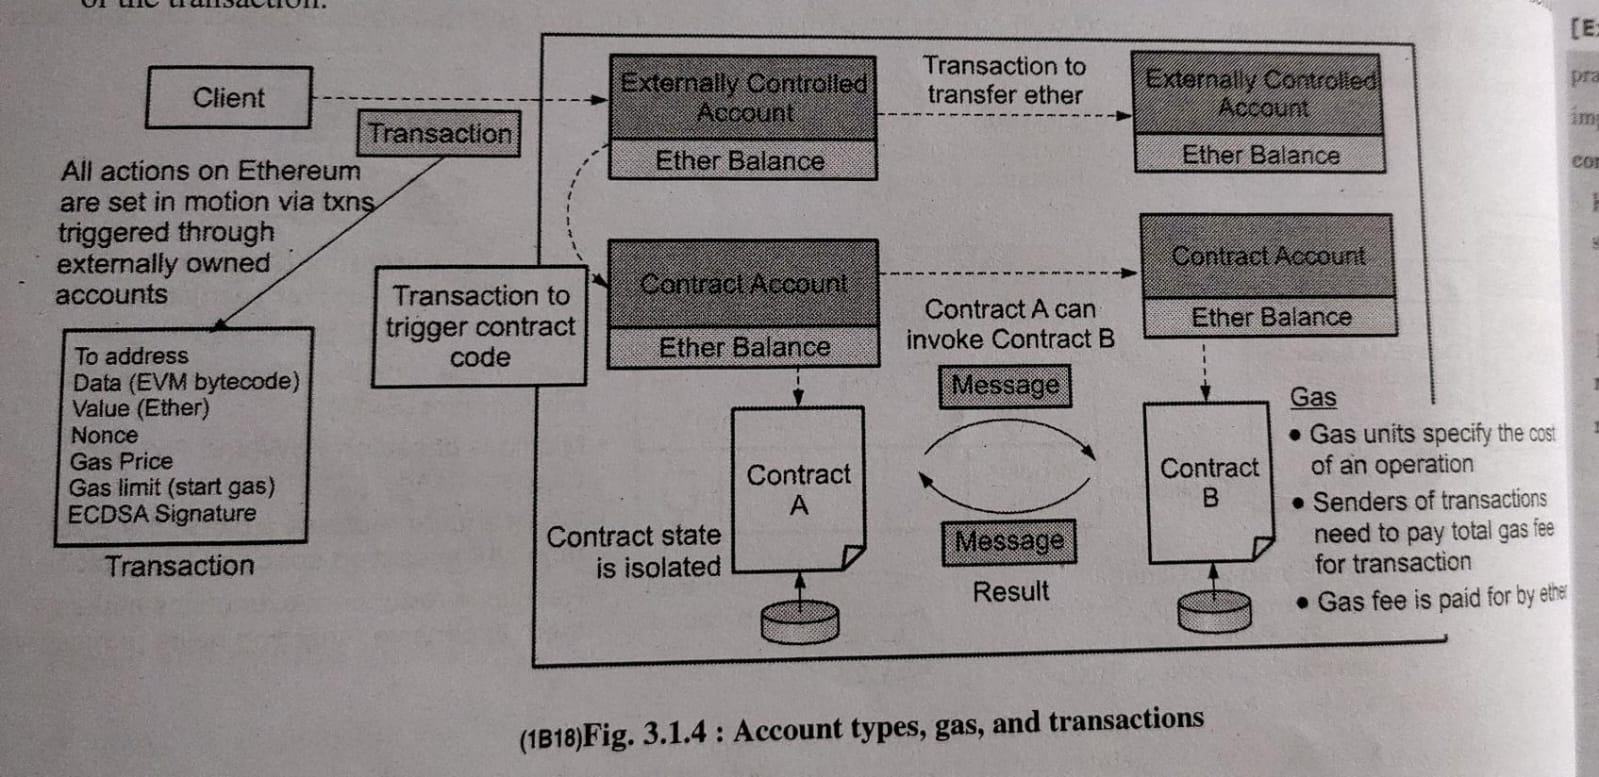 of the transaction.
Client
Transaction
All actions on Ethereum
are set in motion via txns
triggered through
externally owned
accounts
To address
Data (EVM bytecode)
Value (Ether)
Nonce
Gas Price
Gas limit (start gas)
ECDSA Signature
Transaction
Externally Controlled
Account
Ether Balance
Transaction to
transfer ether
Externally Controlled
Account
Ether Balance
Transaction to
trigger contract
code
Contract Account
Ether Balance
Contract A can
invoke Contract B
Contract Account
Ether Balance
Message
Contract
A
Contract state
is isolated
Message
Result
Contract
B
Gas
• Gas units specify the cost
of an operation
• Senders of transactions
need to pay total gas fee
for transaction
• Gas fee is paid for by ether
(1B18)Fig. 3.1.4 : Account types, gas, and transactions